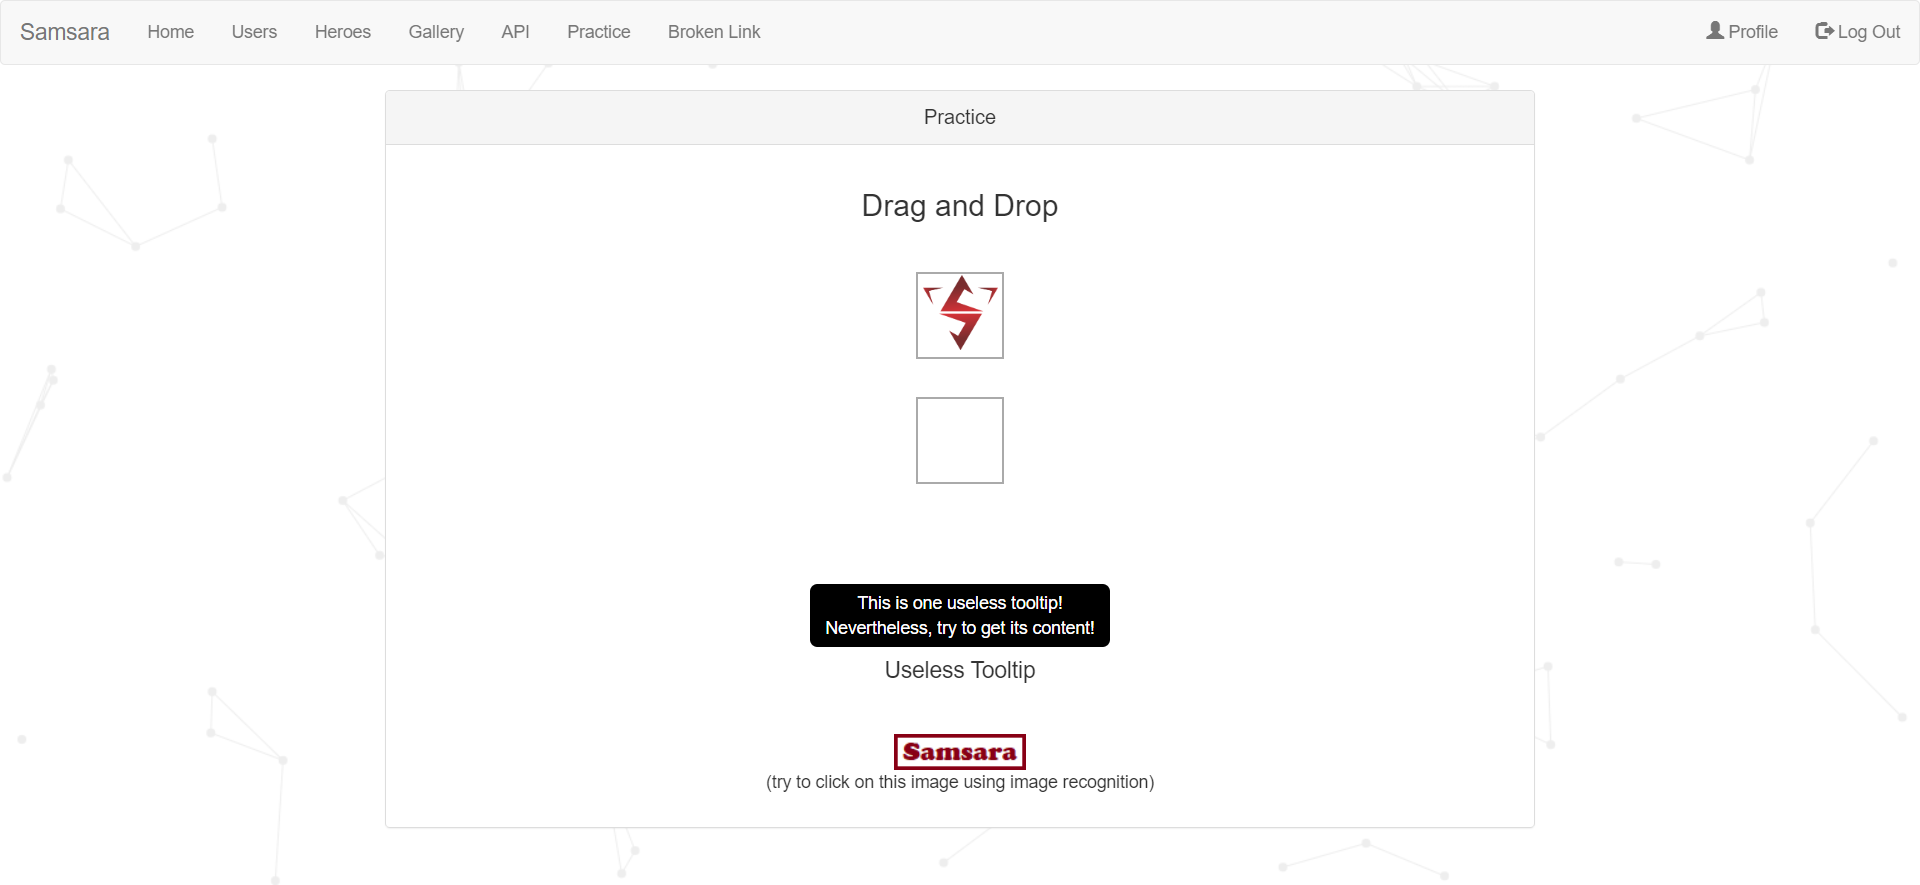 Samsara Home Users Heroes Gallery API Practice Broken Link Profile Log Out
Practice
Drag and Drop
This is one useless tooltip!
Nevertheless, try to get its content!
Useless Tooltip
Samsara
(try to click on this image using image recognition)